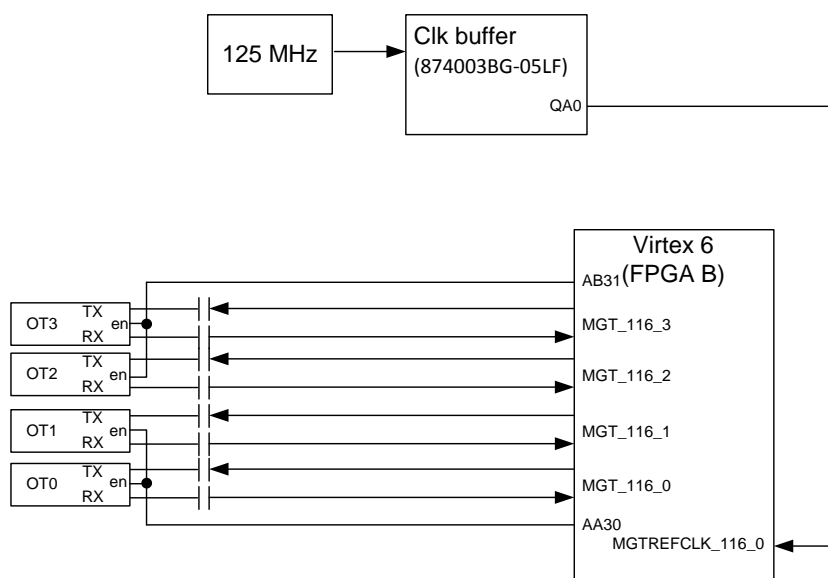 125 MHz
Clk buffer
(874003BG-05LF)
QA0
Virtex 6
(FPGA B)
AB31
OT3
TX
en
RX
MGT_116_3
OT2
TX
en
RX
MGT_116_2
OT1
TX
en
RX
MGT_116_1
OT0
TX
en
RX
MGT_116_0
AA30
MGTREFCLK_116_0